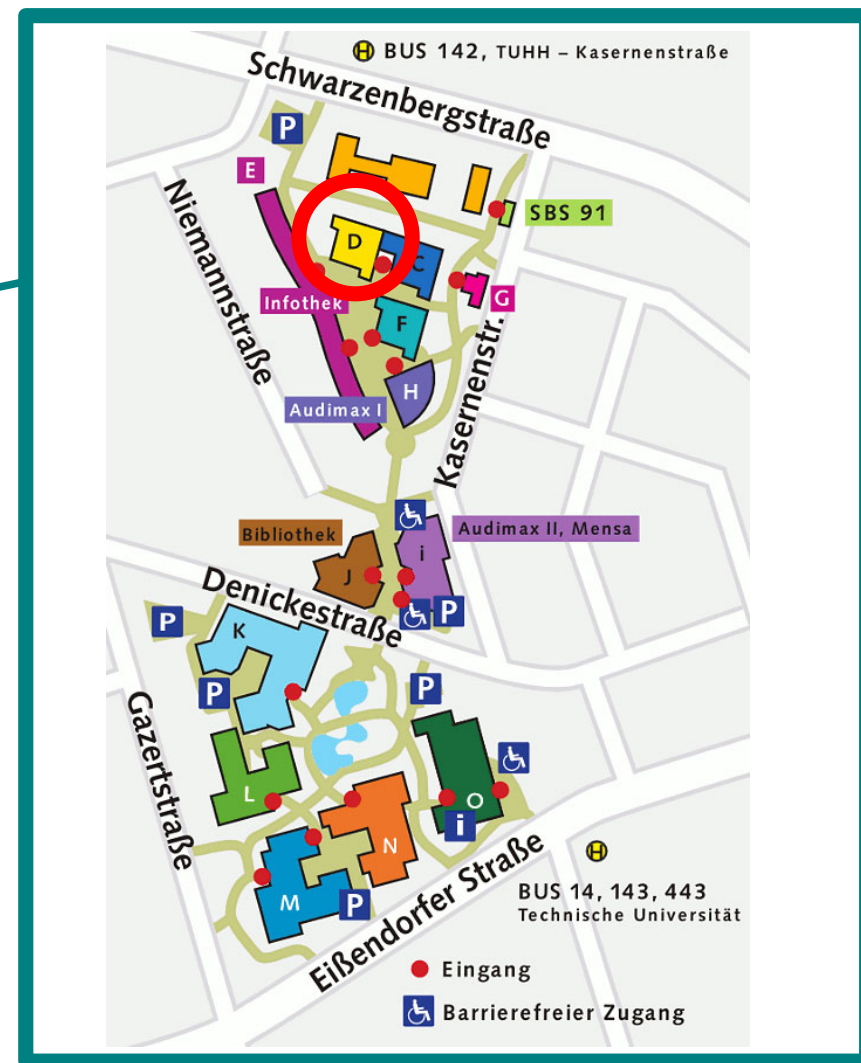 H BUS 142, TUHH – Kasernenstraße
Schwarzenbergstraße
P
E
Niemannstraße
SBS 91
D
C
Infothek
G
F
H
Audimax I
Kasernenstr.
Bibliothek
Audimax II, Mensa
i
J
Denickestraße
P
P
K
P
P
Gazertstraße
L
O
i
N
M
P
Eißendorfer Straße
H
BUS 14, 143, 443
Technische Universität
Eingang
Barrierefreier Zugang